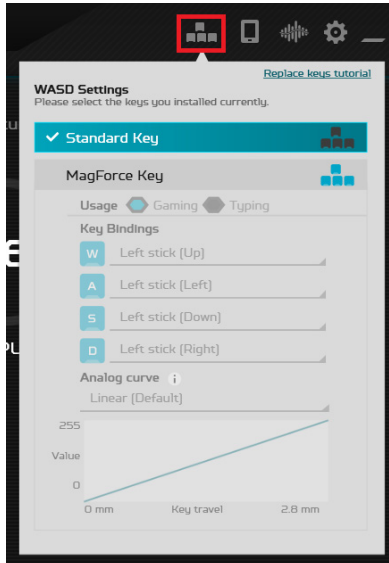 Replace keys tutorial
WASD Settings
Please select the keys you installed currently.
Standard Key
MagForce Key
Usage Gaming Typing
Key Bindings
W Left stick (Up)
A Left stick (Left)
S Left stick (Down)
D Left stick (Right)
Analog curve i
Linear (Default)
255
Value
0
0 mm Key travel 2.8 mm